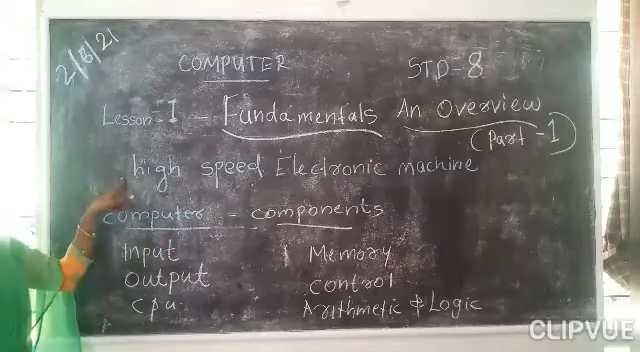 2/8/21
COMPUTER STD-8
Lesson-I - Fundamentals An Overview
(Part-1)
high speed Electronic machine
computer - components
Input Memory
Output control
Cpu Arithmetic & Logic
CLIPVUE